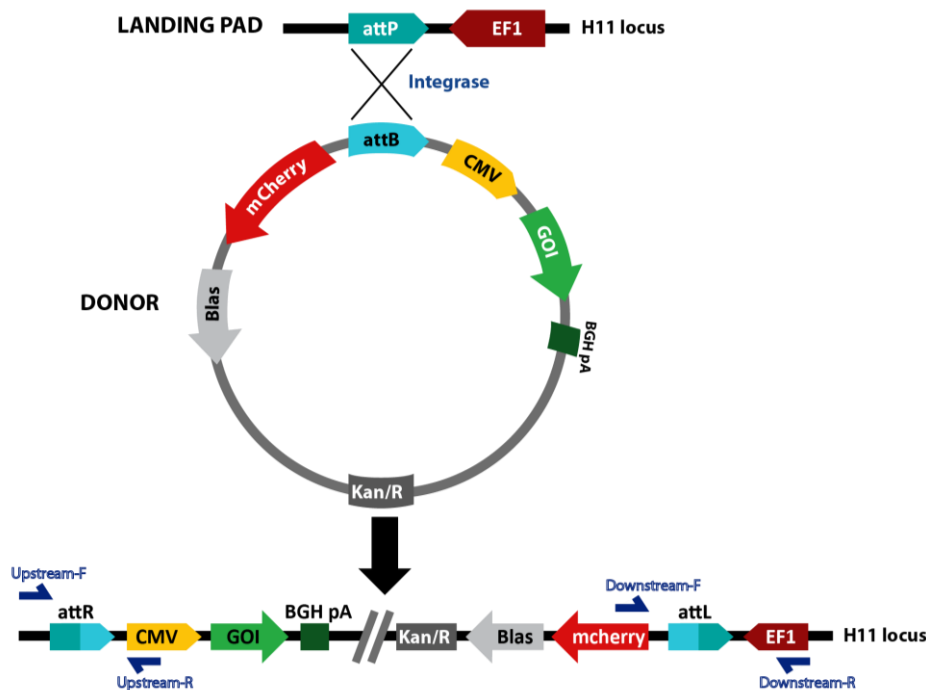 LANDING PAD
attP
EF1
H11 locus
Integrase
attB
mCherry
CMV
GOI
DONOR
Blas
BGH pA
Kan/R
Upstream-F
Downstream-F
attR
BGH pA
attL
CMV
GOI
Kan/R
Blas
mcherry
EF1
H11 locus
Upstream-R
Downstream-R